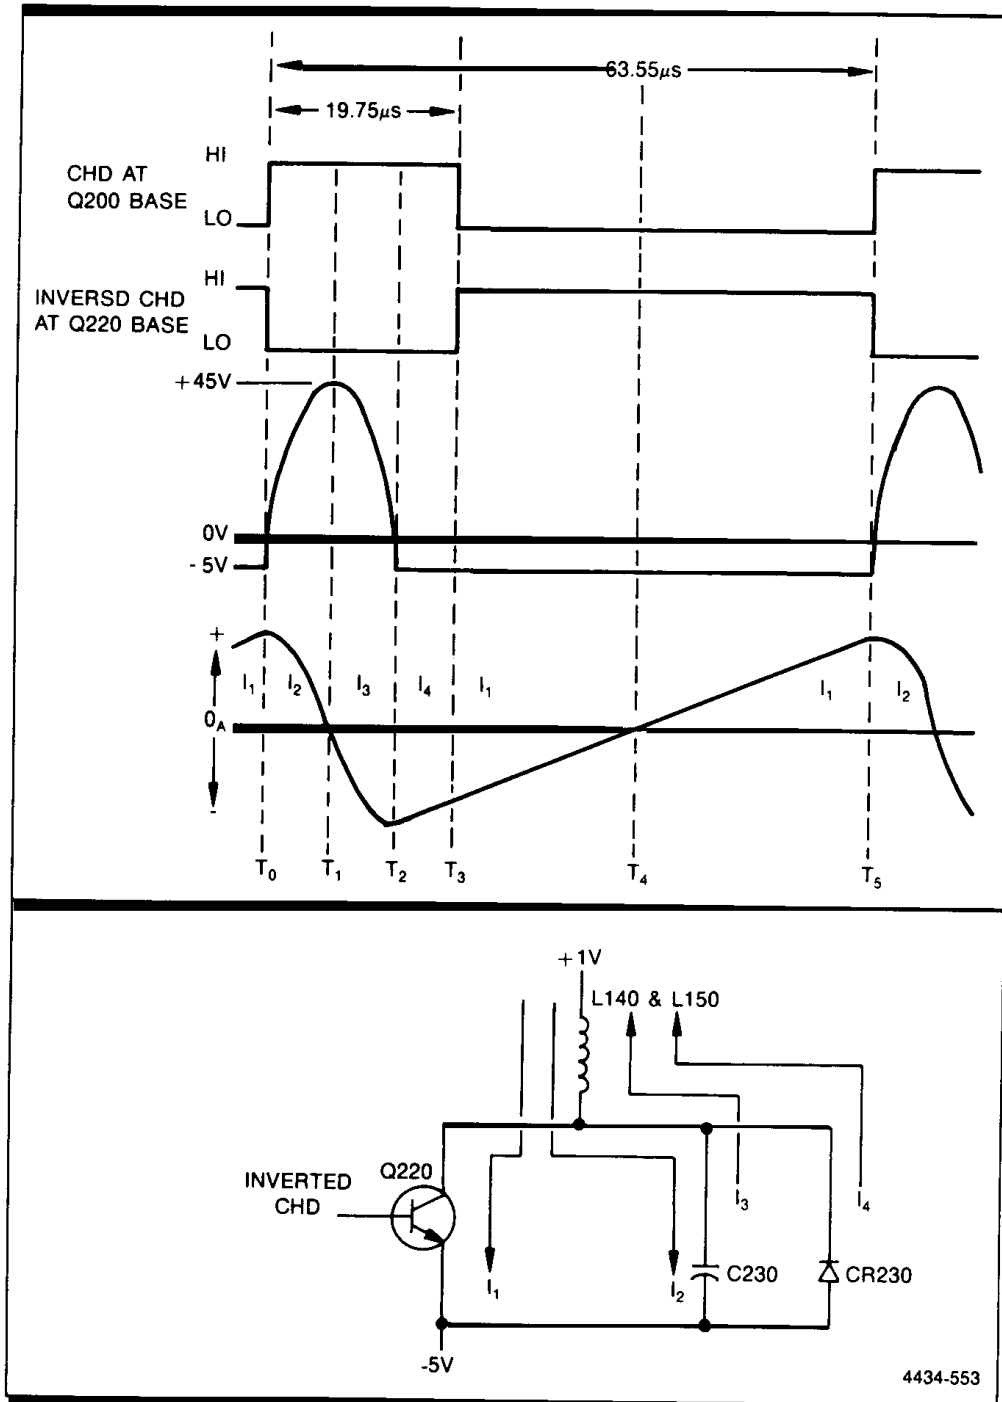 63.55μS
19.75μS
HI
CHD AT
Q200 BASE
LO
HI
INVERSD CHD
AT Q220 BASE
LO
+45V
0V
-5V
+
I1 I2 I3 I4 I1 I1 I2
0A
-
T0 T1 T2 T3 T4 T5
+1V
L140 & L150
Q220
INVERTED
CHD
I3 I4
I1 I2 C230 CR230
-5V
4434-553